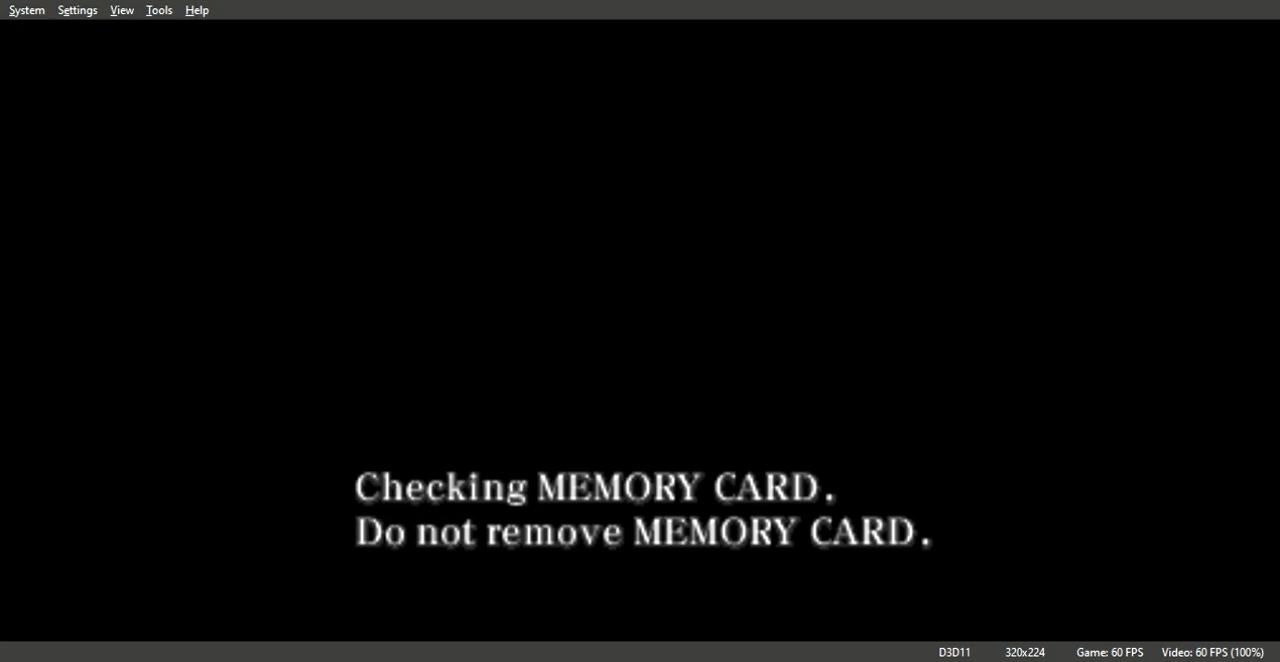 System Settings View Tools Help
Checking MEMORY CARD.
Do not remove MEMORY CARD.
D3D11 320x224 Game: 60 FPS Video: 60 FPS (100%)